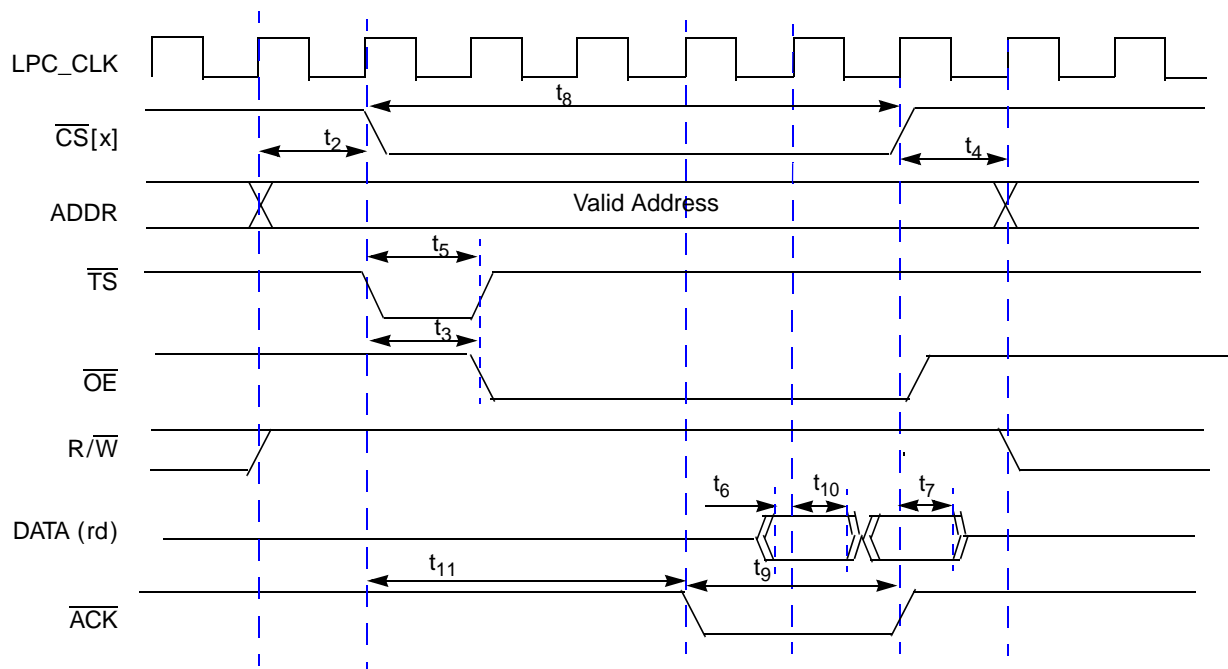 LPC_CLK
t8
CS[x]
t2
t4
ADDR
Valid Address
t5
TS
t3
OE
R/W
t6
t10
t7
DATA (rd)
t11
t9
ACK